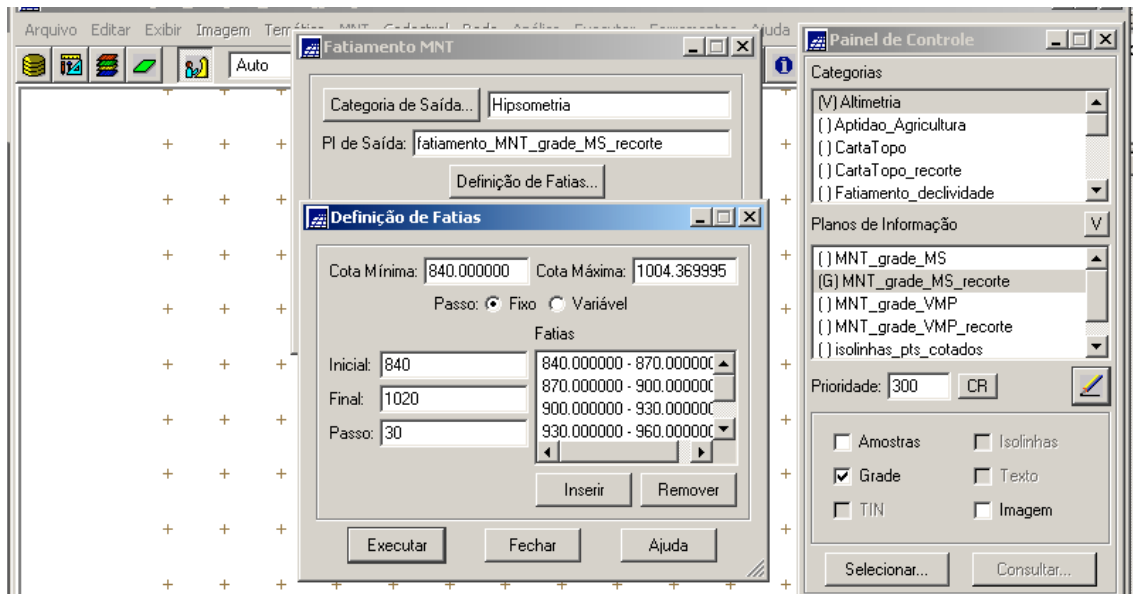 Arquivo Editar Exibir Imagem
Auto
Fatiamento MNT
Categoria de Saída... Hipsometria
PI de Saída: fatiamento_MNT_grade_MS_recorte
Definição de Fatias...
Definição de Fatias
Cota Mínima: 840.000000 Cota Máxima: 1004.369995
Passo: Fixo Variável
Fatias
Inicial: 840
Final: 1020
Passo: 30
840.000000 - 870.000000
870.000000 - 900.000000
900.000000 - 930.000000
930.000000 - 960.000000
Inserir Remover
Executar Fechar Ajuda
Painel de Controle
Categorias
(V) Altimetria
( ) Aptidao_Agricultura
( ) CartaTopo
( ) CartaTopo_recorte
( ) Fatiamento_declividade
Planos de Informação V
( ) MNT_grade_MS
(G) MNT_grade_MS_recorte
( ) MNT_grade_VMP
( ) MNT_grade_VMP_recorte
( ) isolinhas_pts_cotados
Prioridade: 300 CR
Amostras Isolinhas
Grade Texto
TIN Imagem
Selecionar... Consultar...